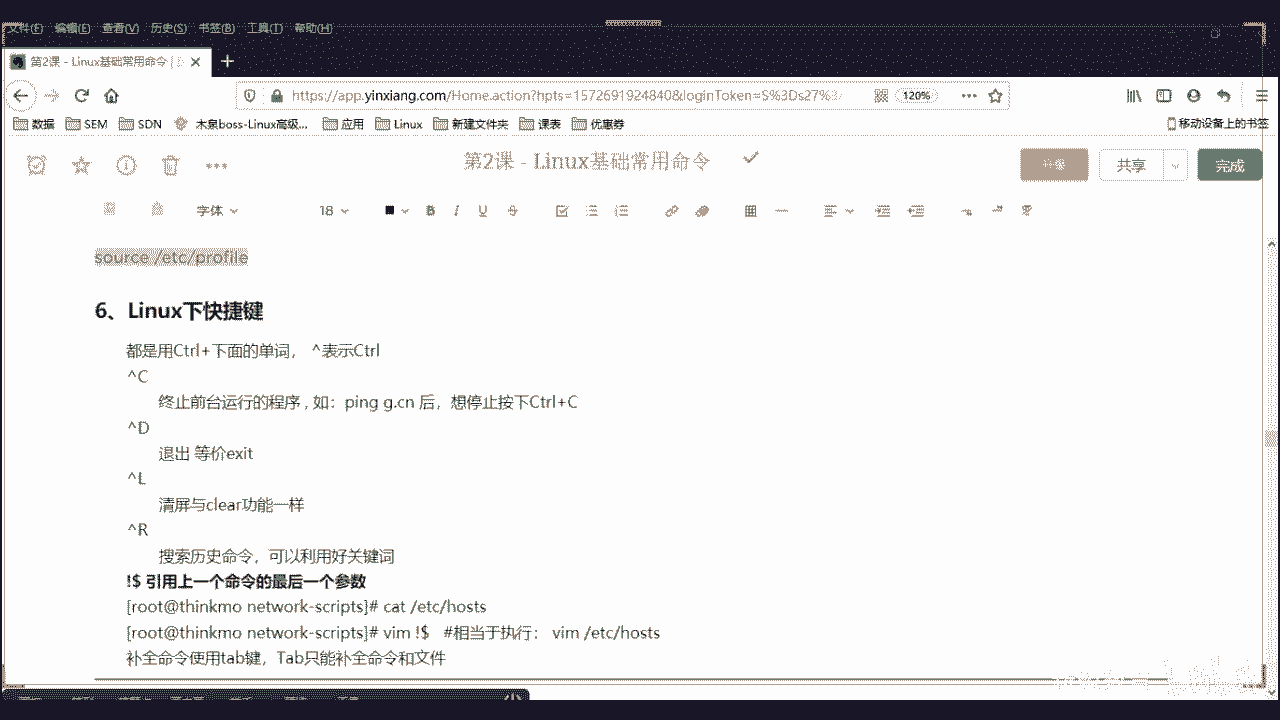 文件(F) 编辑(E) 查看(V) 历史(S) 书签(B) 工具(T) 帮助(H)
第2课 - Linux基础常用命令 |
https://app.yinxiang.com/Home.action?hpts=1572691924840&loginToken=S%3Ds27%3
120%
数据 SEM SDN 木泉boss-Linux高级... 应用 Linux 新建文件夹 课表 优惠券 移动设备上的书签
第2课 - Linux基础常用命令
共享 完成
字体 18 B I U
source /etc/profile
6、Linux下快捷键
都是用Ctrl+下面的单词， ^表示Ctrl
^C
终止前台运行的程序 , 如：ping g.cn 后，想停止按下Ctrl+C
^D
退出 等价exit
^L
清屏与clear功能一样
^R
搜索历史命令，可以利用好关键词
!$ 引用上一个命令的最后一个参数
[root@thinkmo network-scripts]# cat /etc/hosts
[root@thinkmo network-scripts]# vim !$ #相当于执行： vim /etc/hosts
补全命令使用tab键，Tab只能补全命令和文件